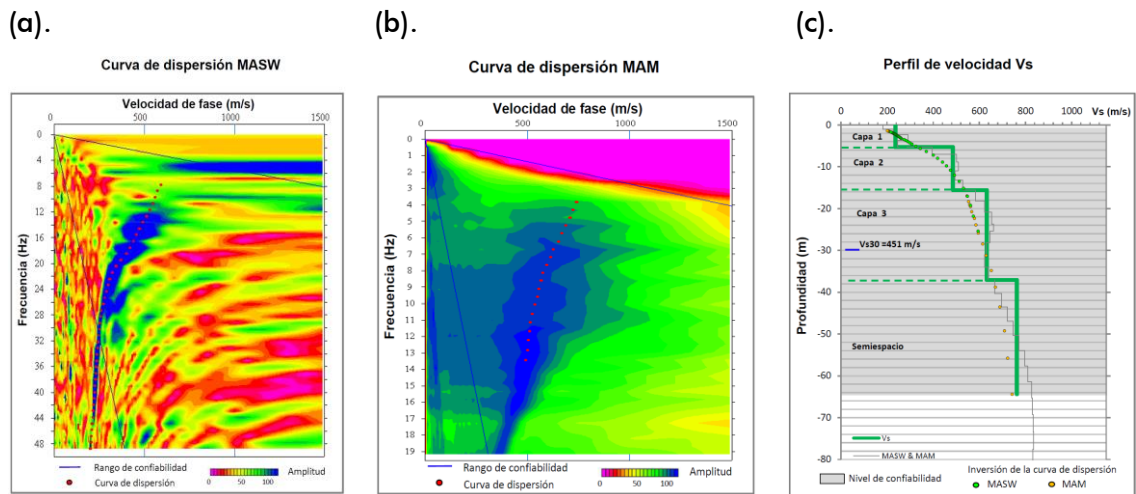 (a).
Curva de dispersión MASW
Velocidad de fase (m/s)
0 500 1000 1500
Frecuencia (Hz)
0
4
8
12
16
20
24
28
32
36
40
44
48
Rango de confiabilidad
Curva de dispersión
Amplitud
0 50 100
(b).
Curva de dispersión MAM
Velocidad de fase (m/s)
500 1000 1500
Frecuencia (Hz)
0
1
2
3
4
5
6
7
8
9
10
11
12
13
14
15
16
17
18
19
Rango de confiabilidad
Curva de dispersión
Amplitud
0 50 100
(c).
Perfil de velocidad Vs
0 200 400 600 800 1000 Vs (m/s)
Profundidad (m)
0
-10
-20
-30
-40
-50
-60
-70
-80
Capa 1
Capa 2
Capa 3
Vs30 =451 m/s
Semiespacio
Vs
MASW & MAM
Nivel de confiabilidad
Inversión de la curva de dispersión
MASW MAM